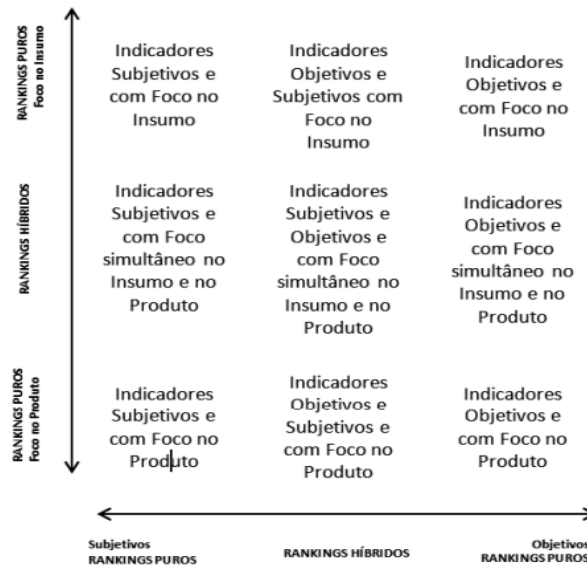 RANKINGS PUROS
Foco no Insumo
Indicadores
Subjetivos e
com Foco no
Insumo
Indicadores
Objetivos e
Subjetivos com
Foco no
Insumo
Indicadores
Objetivos e
com Foco no
Insumo
RANKINGS HÍBRIDOS
Indicadores
Subjetivos e
com Foco
simultâneo no
Insumo e no
Produto
Indicadores
Subjetivos e
Objetivos e
com Foco
simultâneo no
Insumo e no
Produto
Indicadores
Objetivos e
com Foco
simultâneo no
Insumo e no
Produto
RANKINGS PUROS
Foco no Produto
Indicadores
Subjetivos e
com Foco no
Produto
Indicadores
Objetivos e
Subjetivos e
com Foco no
Produto
Indicadores
Objetivos e
com Foco no
Produto
Subjetivos
RANKINGS PUROS
RANKINGS HÍBRIDOS
Objetivos
RANKINGS PUROS